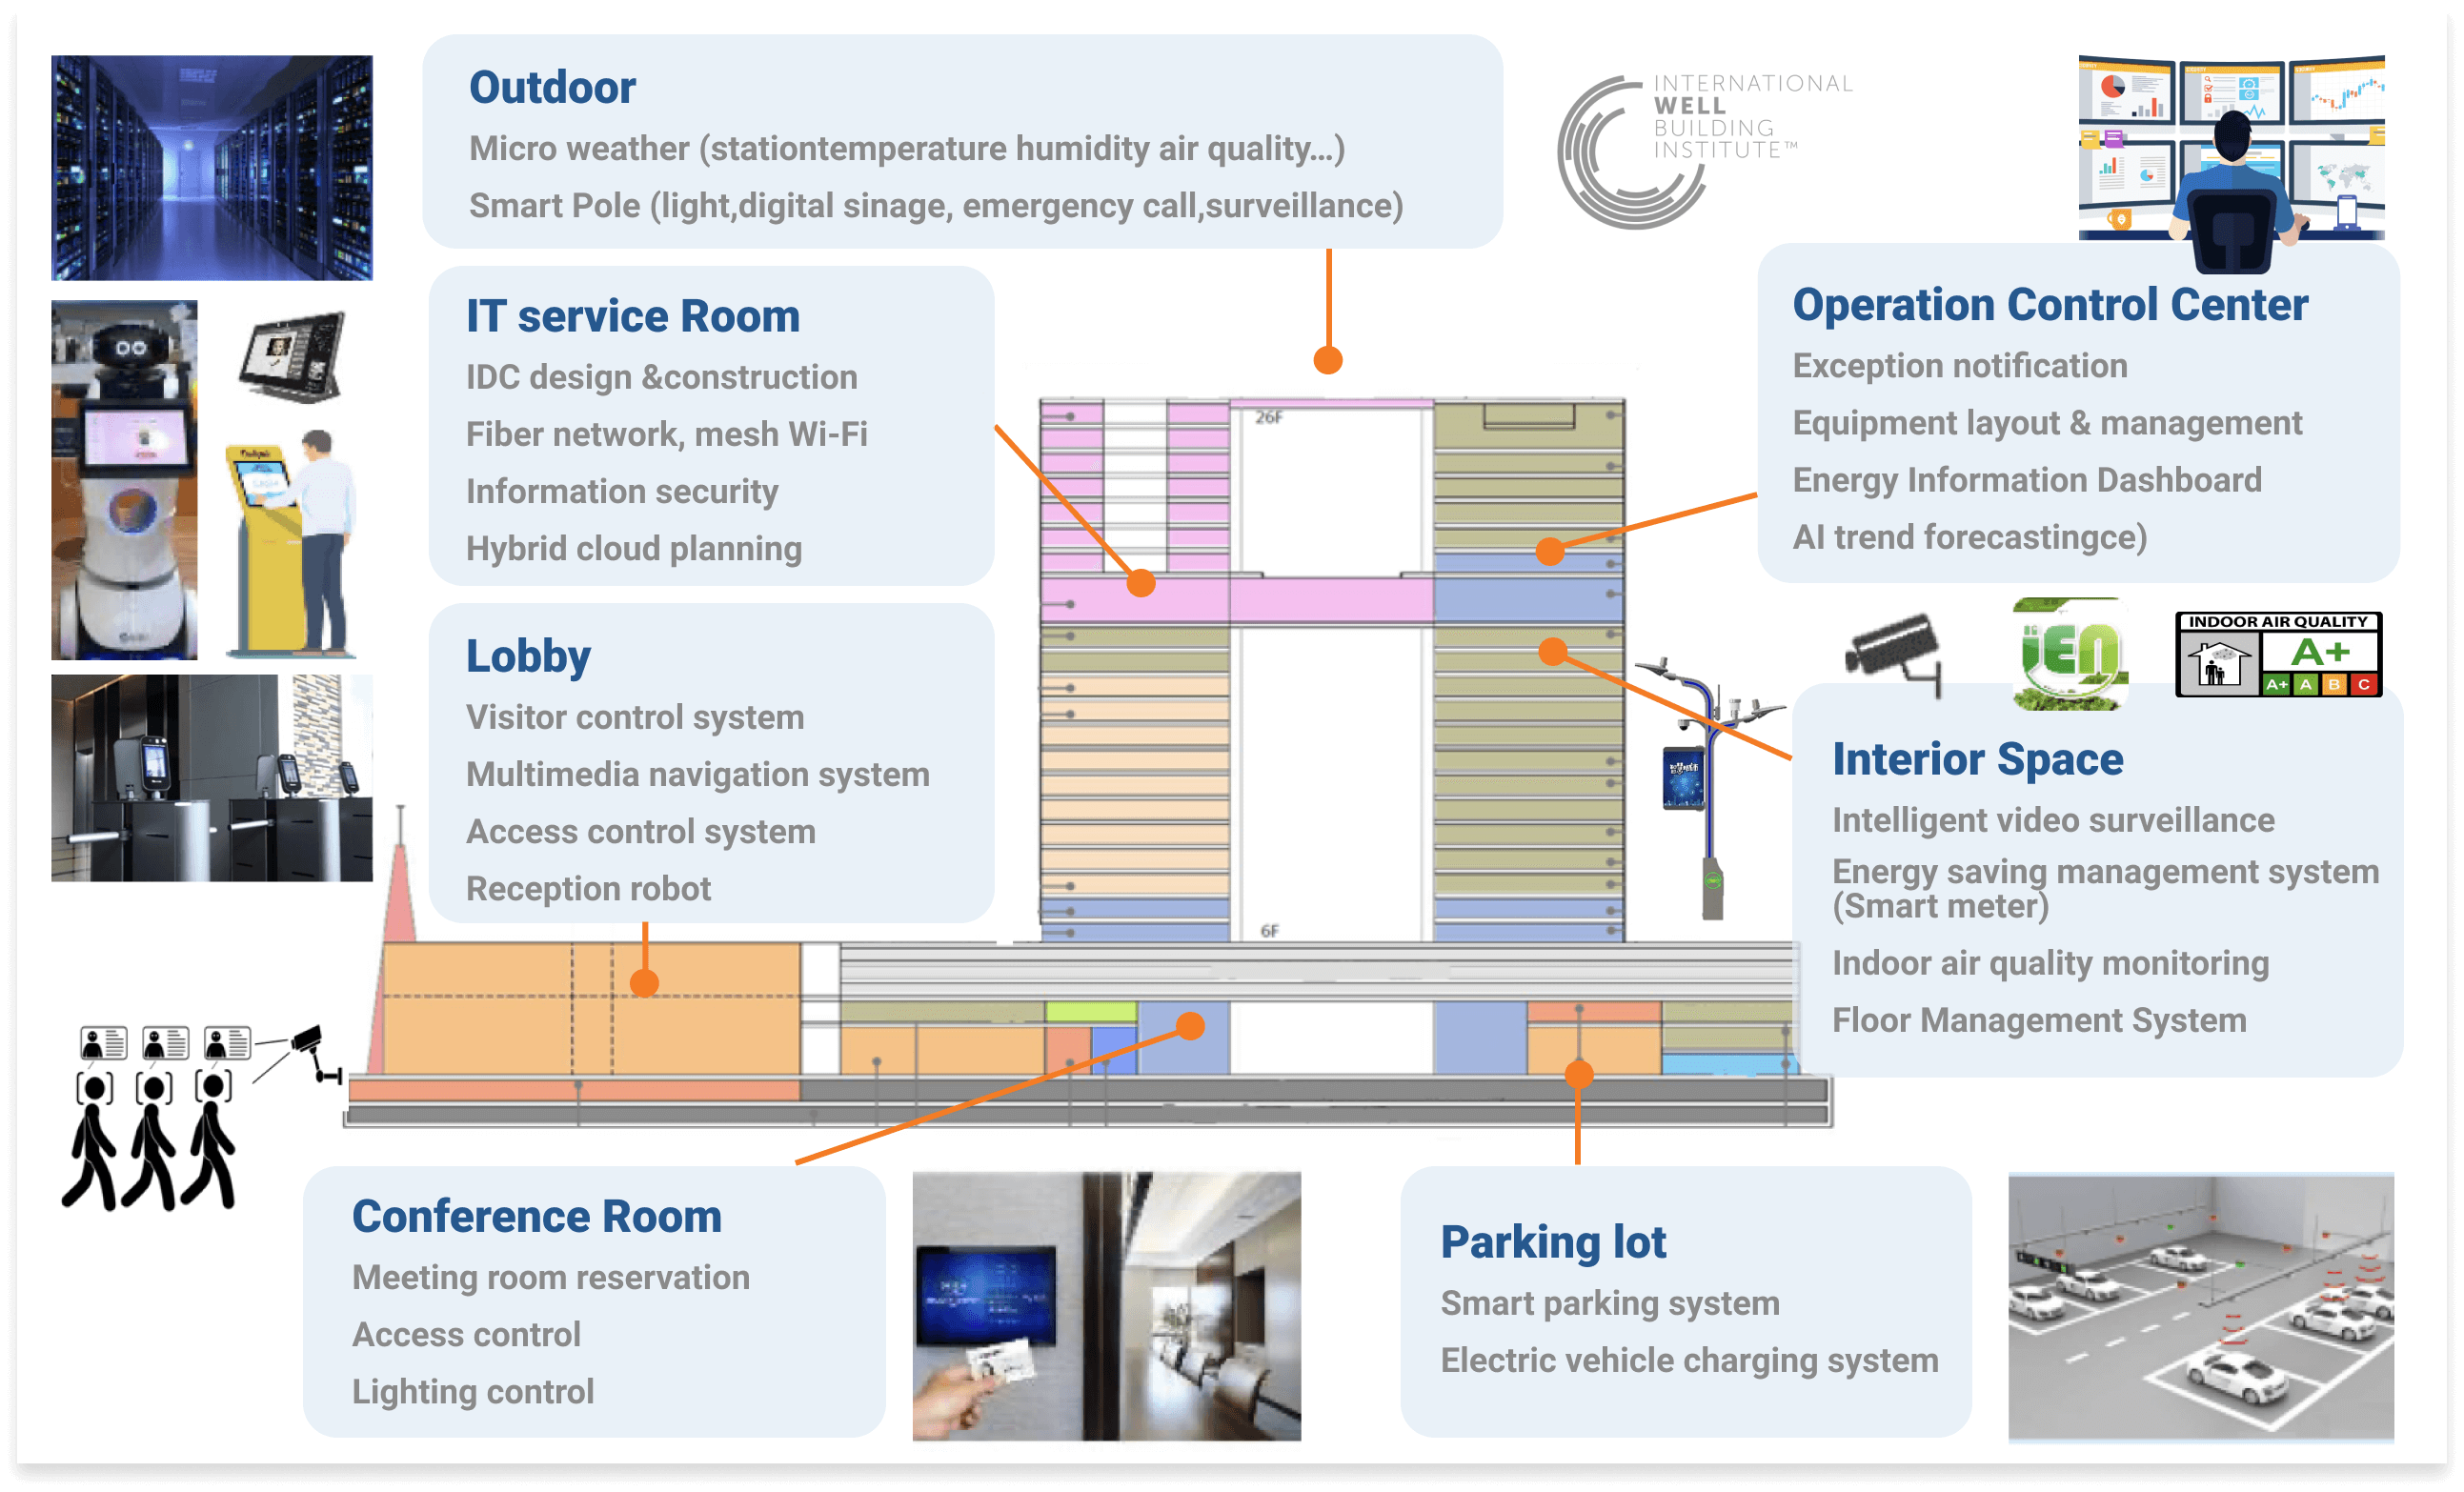 Outdoor
Micro weather (stationtemperature humidity air quality...)
Smart Pole (light,digital sinage, emergency call,surveillance)
INTERNATIONAL
WELL
BUILDING
INSTITUTE™
IT service Room
IDC design &construction
Fiber network, mesh Wi-Fi
Information security
Hybrid cloud planning
Operation Control Center
Exception notification
Equipment layout & management
Energy Information Dashboard
AI trend forecastingce)
26F
Lobby
Visitor control system
Multimedia navigation system
Access control system
Reception robot
6F
iEN
INDOOR AIR QUALITY
A+
A+ A B C
Interior Space
Intelligent video surveillance
Energy saving management system
(Smart meter)
Indoor air quality monitoring
Floor Management System
Conference Room
Meeting room reservation
Access control
Lighting control
Parking lot
Smart parking system
Electric vehicle charging system